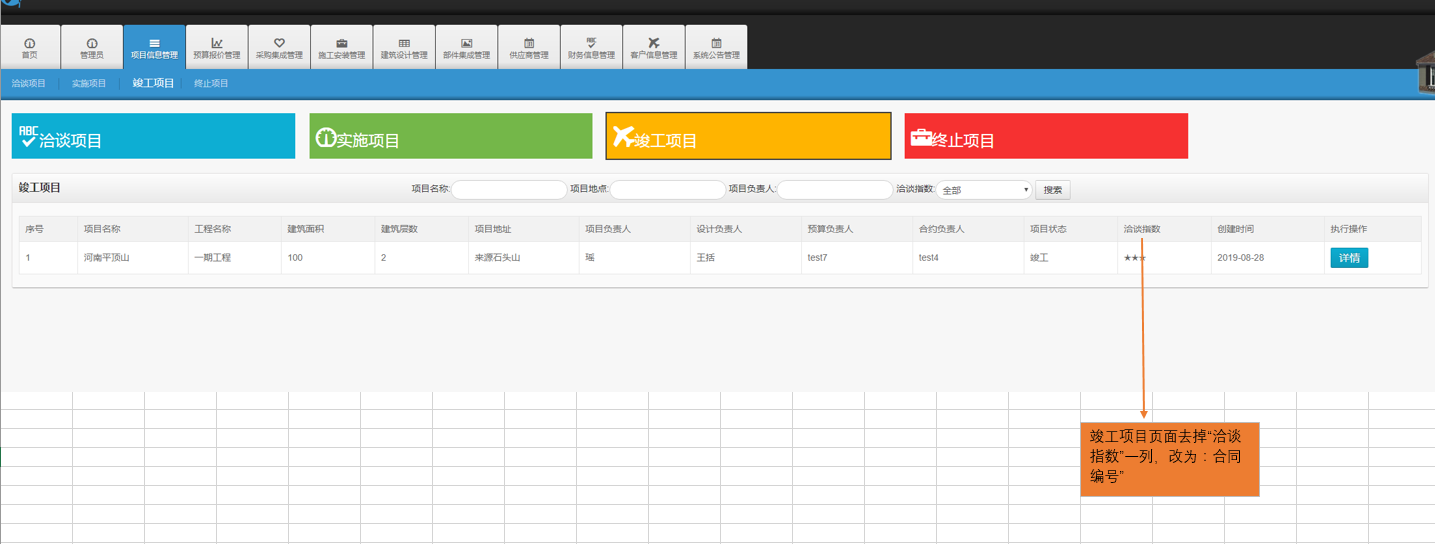 首页 管理员 项目信息管理 预算报价管理 采购集成管理 施工安装管理 建筑设计管理 部件集成管理 供应商管理 财务信息管理 客户信息管理 系统公告管理
洽谈项目 实施项目 竣工项目 终止项目
ABC洽谈项目 实施项目 竣工项目 终止项目
竣工项目 项目名称: 项目地点: 项目负责人: 洽谈指数: 全部 搜索
序号 项目名称 工程名称 建筑面积 建筑层数 项目地址 项目负责人 设计负责人 预算负责人 合约负责人 项目状态 洽谈指数 创建时间 执行操作
1 河南平顶山 一期工程 100 2 来源石头山 瑶 王括 test7 test4 竣工 ★★★ 2019-08-28 详情
竣工项目页面去掉“洽谈
指数”一列，改为：合同
编号”